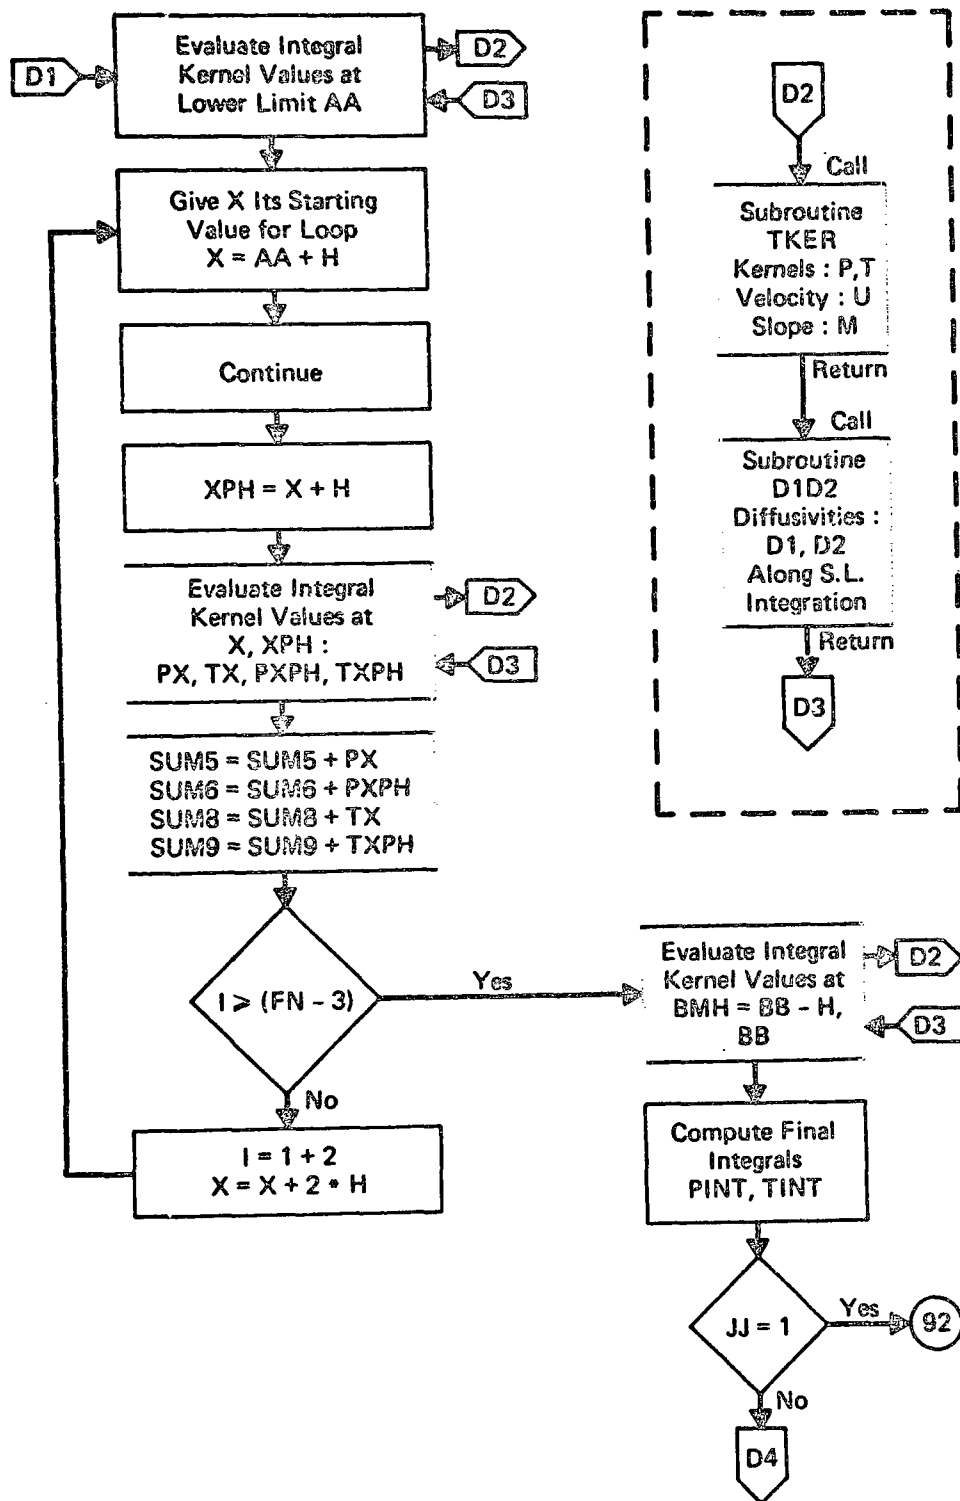 D1
Evaluate Integral
Kernel Values at
Lower Limit AA
D2
D3
Give X Its Starting
Value for Loop
X = AA + H
Continue
XPH = X + H
Evaluate Integral
Kernel Values at
X, XPH :
PX, TX, PXPH, TXPH
D2
D3
SUM5 = SUM5 + PX
SUM6 = SUM6 + PXPH
SUM8 = SUM8 + TX
SUM9 = SUM9 + TXPH
I ⩾ (FN – 3)
Yes
No
I = 1 + 2
X = X + 2 * H
D2
Call
Subroutine
TKER
Kernels : P,T
Velocity : U
Slope : M
Return
Call
Subroutine
D1D2
Diffusivities :
D1, D2
Along S.L.
Integration
Return
D3
Evaluate Integral
Kernel Values at
BMH = BB – H,
BB
D2
D3
Compute Final
Integrals
PINT, TINT
JJ = 1
Yes
92
No
D4